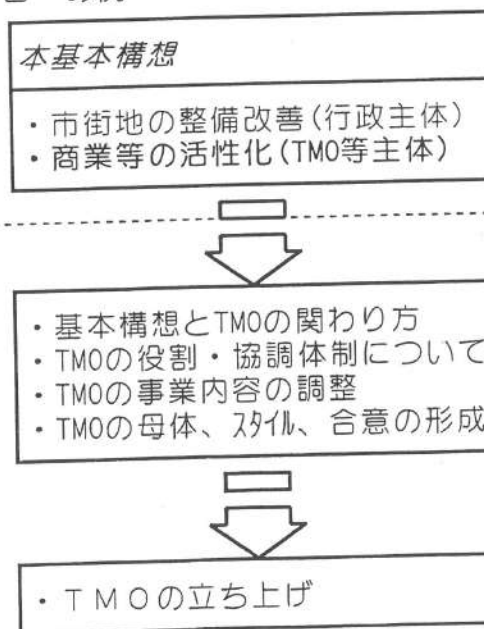 本基本構想
・市街地の整備改善(行政主体)
・商業等の活性化(TMO等主体)
・基本構想とTMOの関わり方
・TMOの役割・協調体制について
・TMOの事業内容の調整
・TMOの母体、ｽﾀｲﾙ、合意の形成
・TMOの立ち上げ